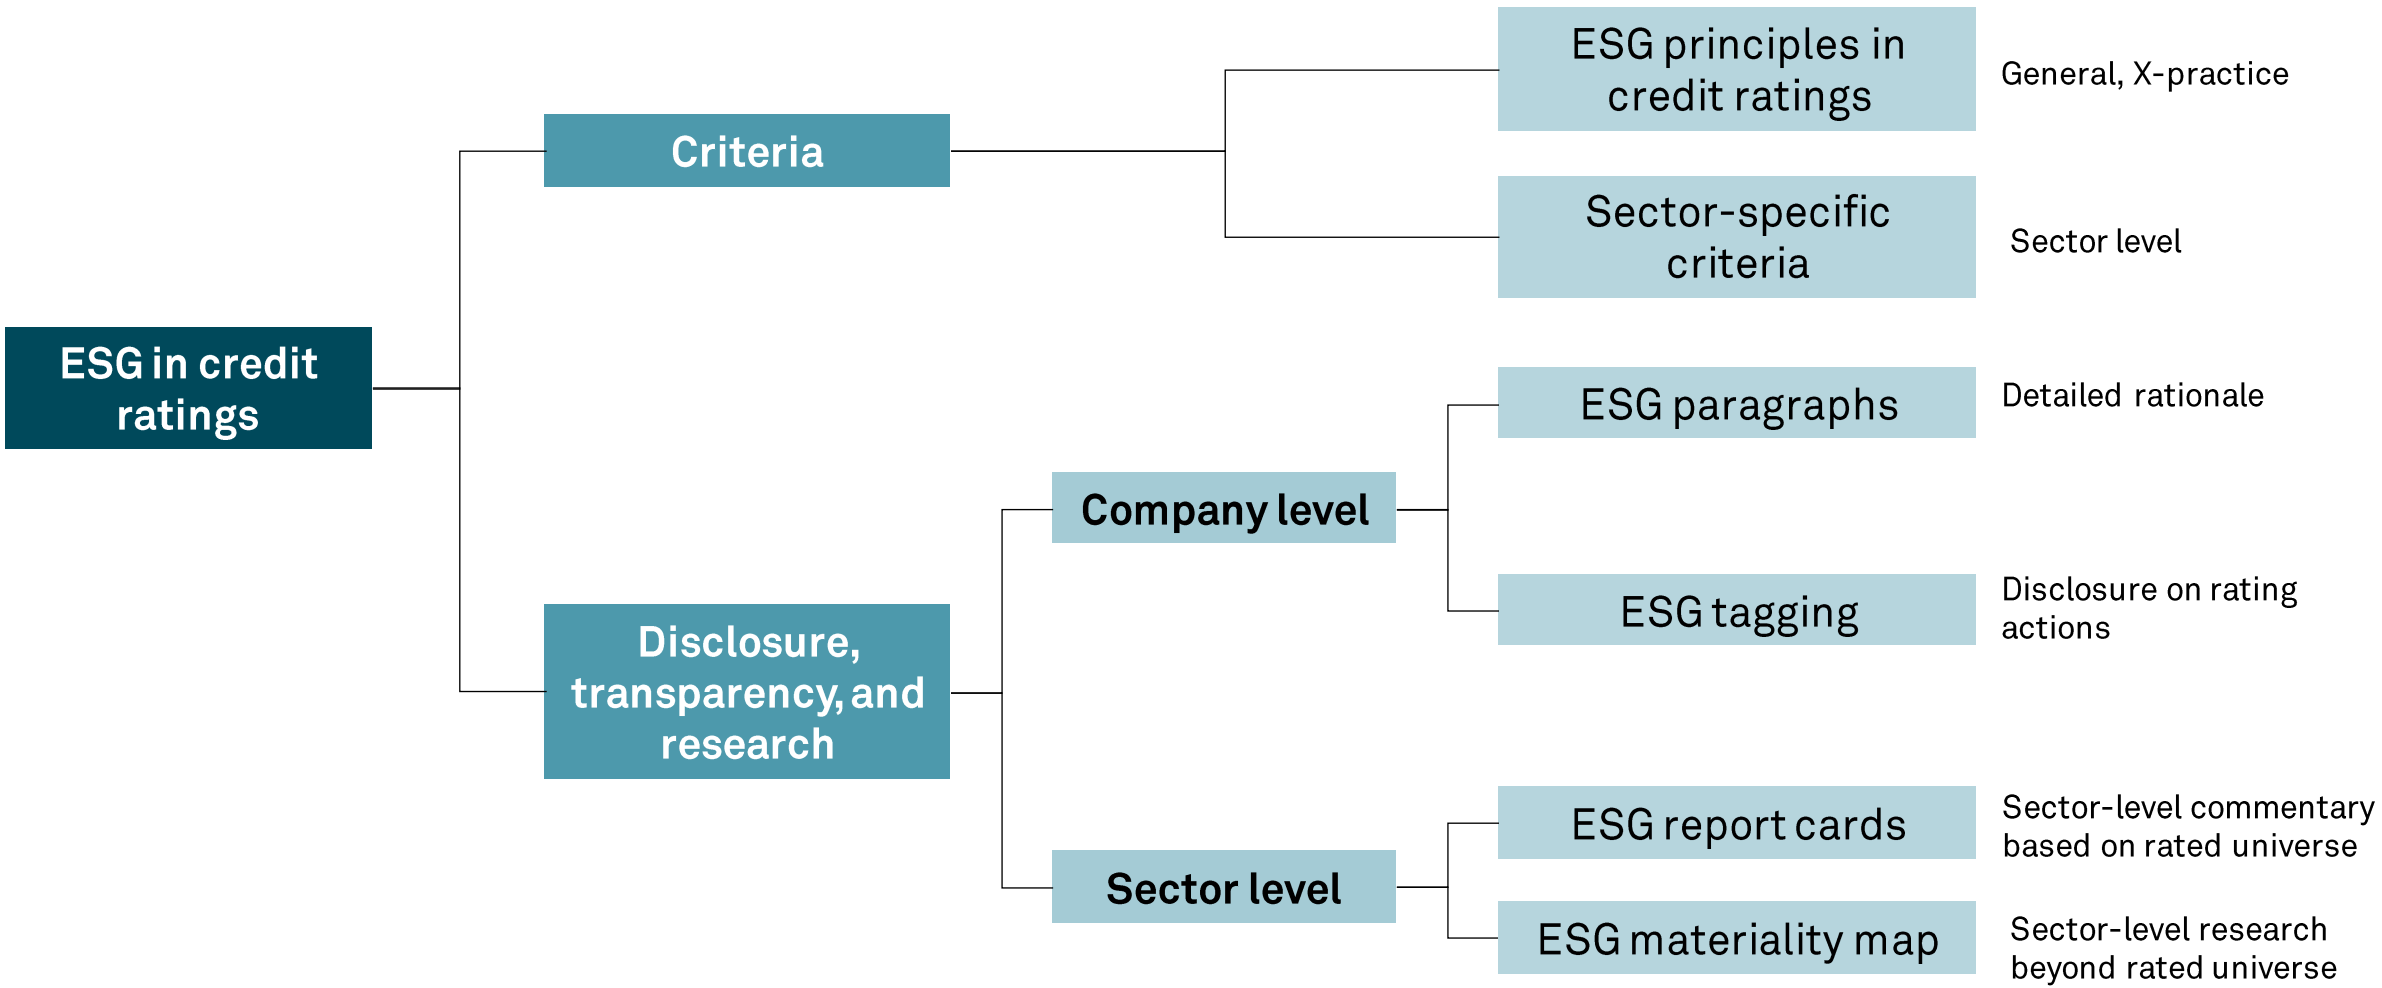 ESG principles in
credit ratings
General, X-practice
Criteria
Sector-specific
criteria
Sector level
ESG in credit
ratings
ESG paragraphs
Detailed rationale
Company level
ESG tagging
Disclosure on rating
actions
Disclosure,
transparency, and
research
ESG report cards
Sector-level commentary
based on rated universe
Sector level
ESG materiality map
Sector-level research
beyond rated universe